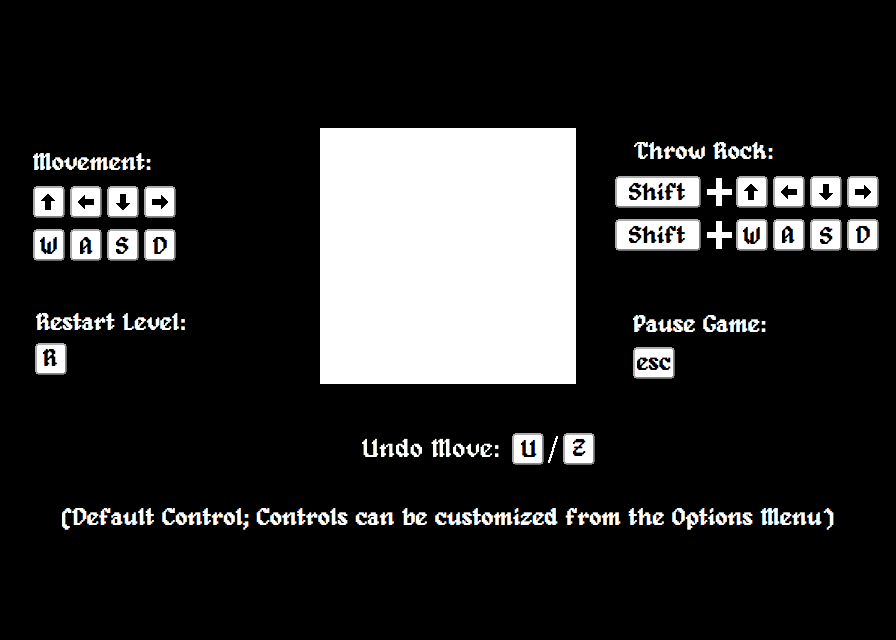 Movement:
↑ ← ↓ →
W A S D
Restart Level:
R
Throw Rock:
Shift + ↑ ← ↓ →
Shift + W A S D
Pause Game:
esc
Undo Move: U / Z
(Default Control; Controls can be customized from the Options Menu)